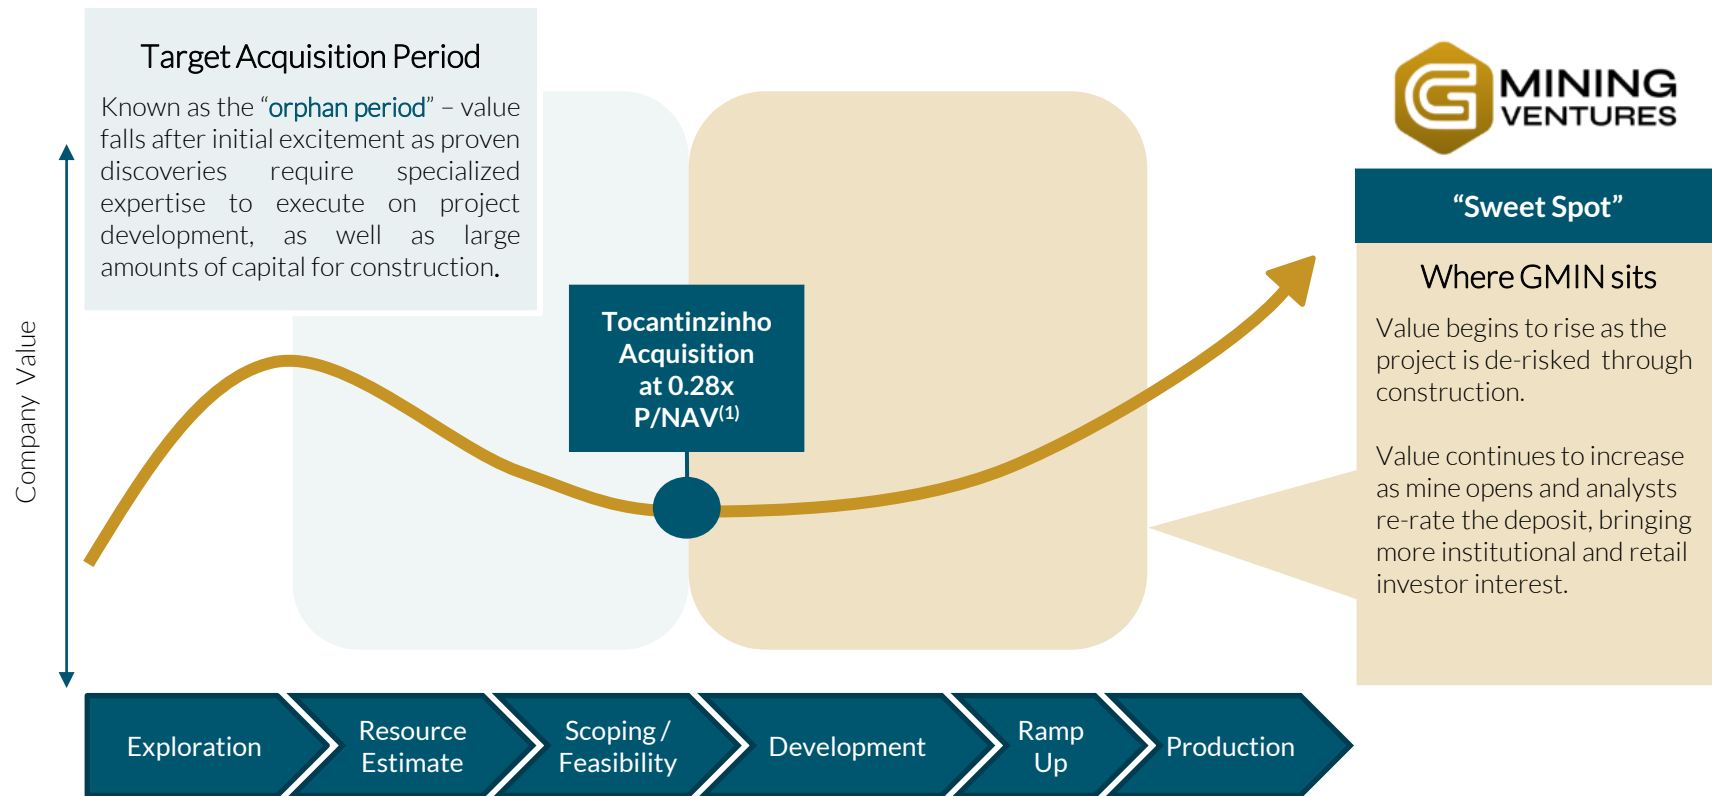 Target Acquisition Period
Known as the “orphan period” – value
falls after initial excitement as proven
discoveries require specialized
expertise to execute on project
development, as well as large
amounts of capital for construction.
MINING
VENTURES
“Sweet Spot”
Where GMIN sits
Value begins to rise as the
project is de-risked through
construction.
Value continues to increase
as mine opens and analysts
re-rate the deposit, bringing
more institutional and retail
investor interest.
Tocantinzinho
Acquisition
at 0.28x
P/NAV(1)
Company Value
Exploration
Resource
Estimate
Scoping /
Feasibility
Development
Ramp
Up
Production